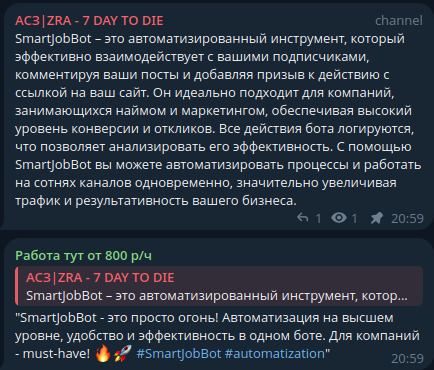 АСЗ|ZRA - 7 DAY TO DIE channel
SmartJobBot – это автоматизированный инструмент, который
эффективно взаимодействует с вашими подписчиками,
комментируя ваши посты и добавляя призыв к действию с
ссылкой на ваш сайт. Он идеально подходит для компаний,
занимающихся наймом и маркетингом, обеспечивая высокий
уровень конверсии и откликов. Все действия бота логируются,
что позволяет анализировать его эффективность. С помощью
SmartJobBot вы можете автоматизировать процессы и работать
на сотнях каналов одновременно, значительно увеличивая
трафик и результативность вашего бизнеса.
1 1 20:59
Работа тут от 800 р/ч
АСЗ|ZRA - 7 DAY TO DIE
SmartJobBot – это автоматизированный инструмент, котор...
"SmartJobBot - это просто огонь! Автоматизация на высшем
уровне, удобство и эффективность в одном боте. Для компаний
- must-have! 🔥🚀 #SmartJobBot #automatization"
20:59